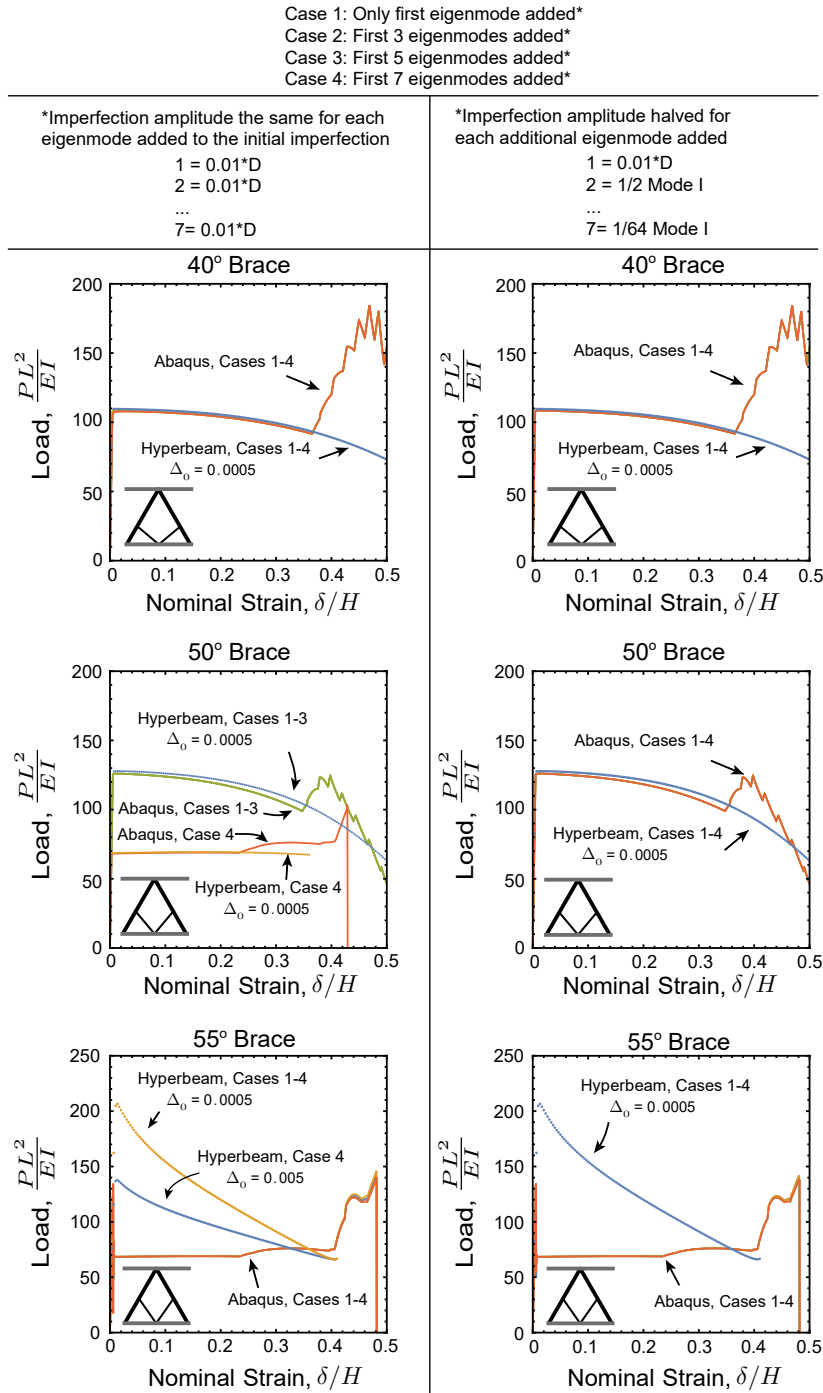 Case 1: Only first eigenmode added*
Case 2: First 3 eigenmodes added*
Case 3: First 5 eigenmodes added*
Case 4: First 7 eigenmodes added*
*Imperfection amplitude the same for each
eigenmode added to the initial imperfection
1 = 0.01*D
2 = 0.01*D
...
7= 0.01*D
*Imperfection amplitude halved for
each additional eigenmode added
1 = 0.01*D
2 = 1/2 Mode I
...
7= 1/64 Mode I
40º Brace
200
150
100
50
0
Load, PL²/EI
Abaqus, Cases 1-4
Hyperbeam, Cases 1-4
Δ₀ = 0.0005
0 0.1 0.2 0.3 0.4 0.5
Nominal Strain, δ/H
40º Brace
200
150
100
50
0
Load, PL²/EI
Abaqus, Cases 1-4
Hyperbeam, Cases 1-4
Δ₀ = 0.0005
0 0.1 0.2 0.3 0.4 0.5
Nominal Strain, δ/H
50º Brace
200
150
100
50
0
Load, PL²/EI
Hyperbeam, Cases 1-3
Δ₀ = 0.0005
Abaqus, Cases 1-3
Abaqus, Case 4
Hyperbeam, Case 4
Δ₀ = 0.0005
0 0.1 0.2 0.3 0.4 0.5
Nominal Strain, δ/H
50º Brace
200
150
100
50
0
Load, PL²/EI
Abaqus, Cases 1-4
Hyperbeam, Cases 1-4
Δ₀ = 0.0005
0 0.1 0.2 0.3 0.4 0.5
Nominal Strain, δ/H
55º Brace
250
200
150
100
50
0
Load, PL²/EI
Hyperbeam, Cases 1-4
Δ₀ = 0.0005
Hyperbeam, Case 4
Δ₀ = 0.005
Abaqus, Cases 1-4
0 0.1 0.2 0.3 0.4 0.5
Nominal Strain, δ/H
55º Brace
250
200
150
100
50
0
Load, PL²/EI
Hyperbeam, Cases 1-4
Δ₀ = 0.0005
Abaqus, Cases 1-4
0 0.1 0.2 0.3 0.4 0.5
Nominal Strain, δ/H